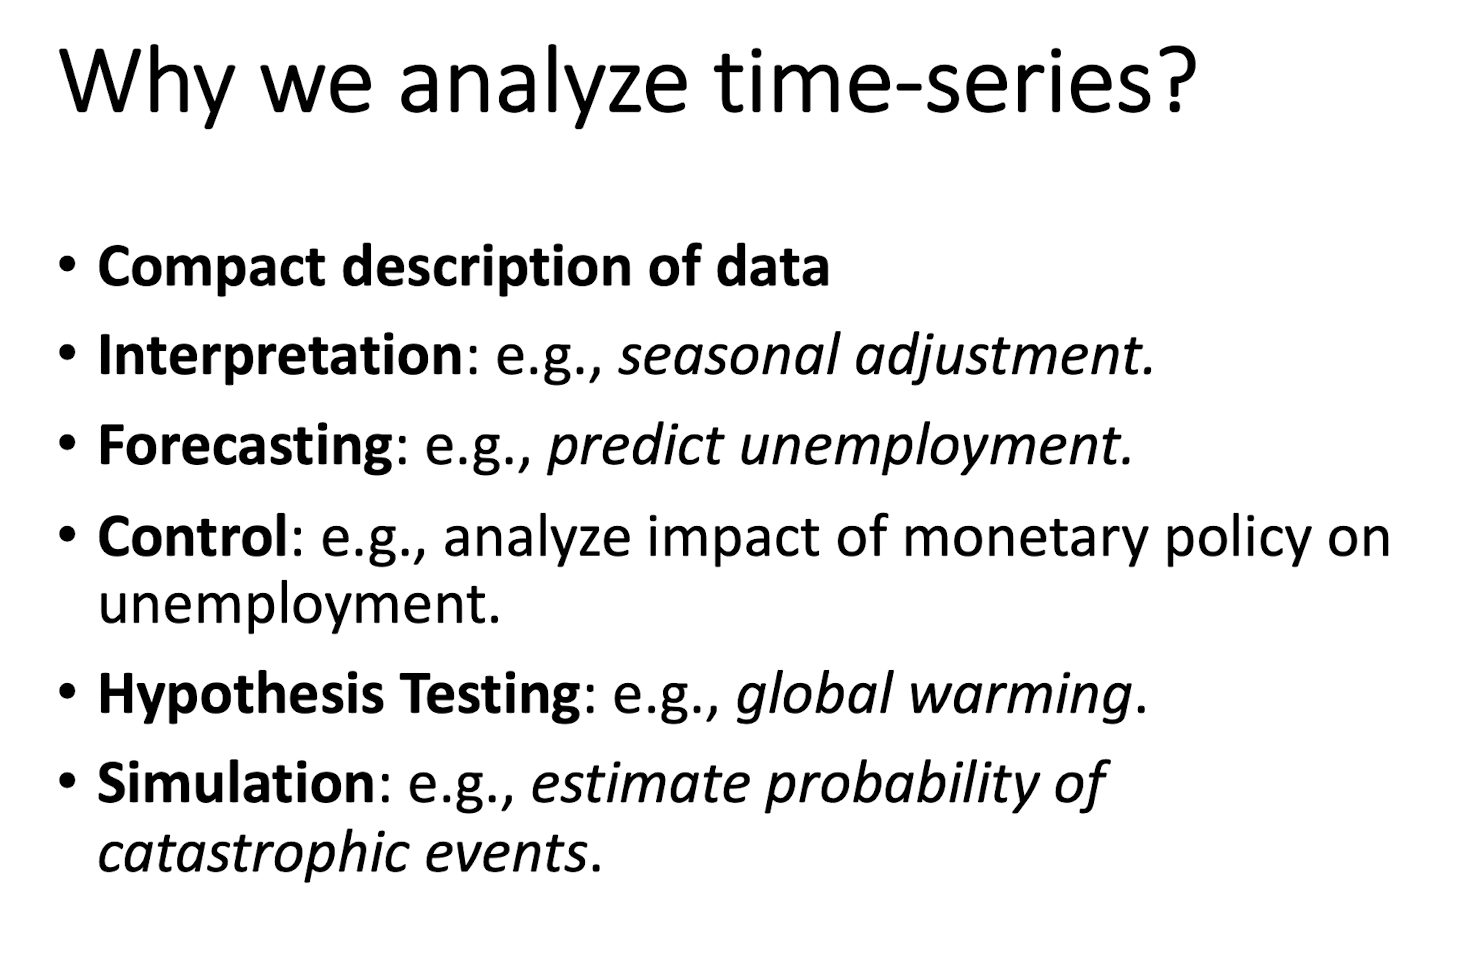 Why we analyze time-series?
• Compact description of data
• Interpretation: e.g., seasonal adjustment.
• Forecasting: e.g., predict unemployment.
• Control: e.g., analyze impact of monetary policy on
unemployment.
• Hypothesis Testing: e.g., global warming.
• Simulation: e.g., estimate probability of
catastrophic events.